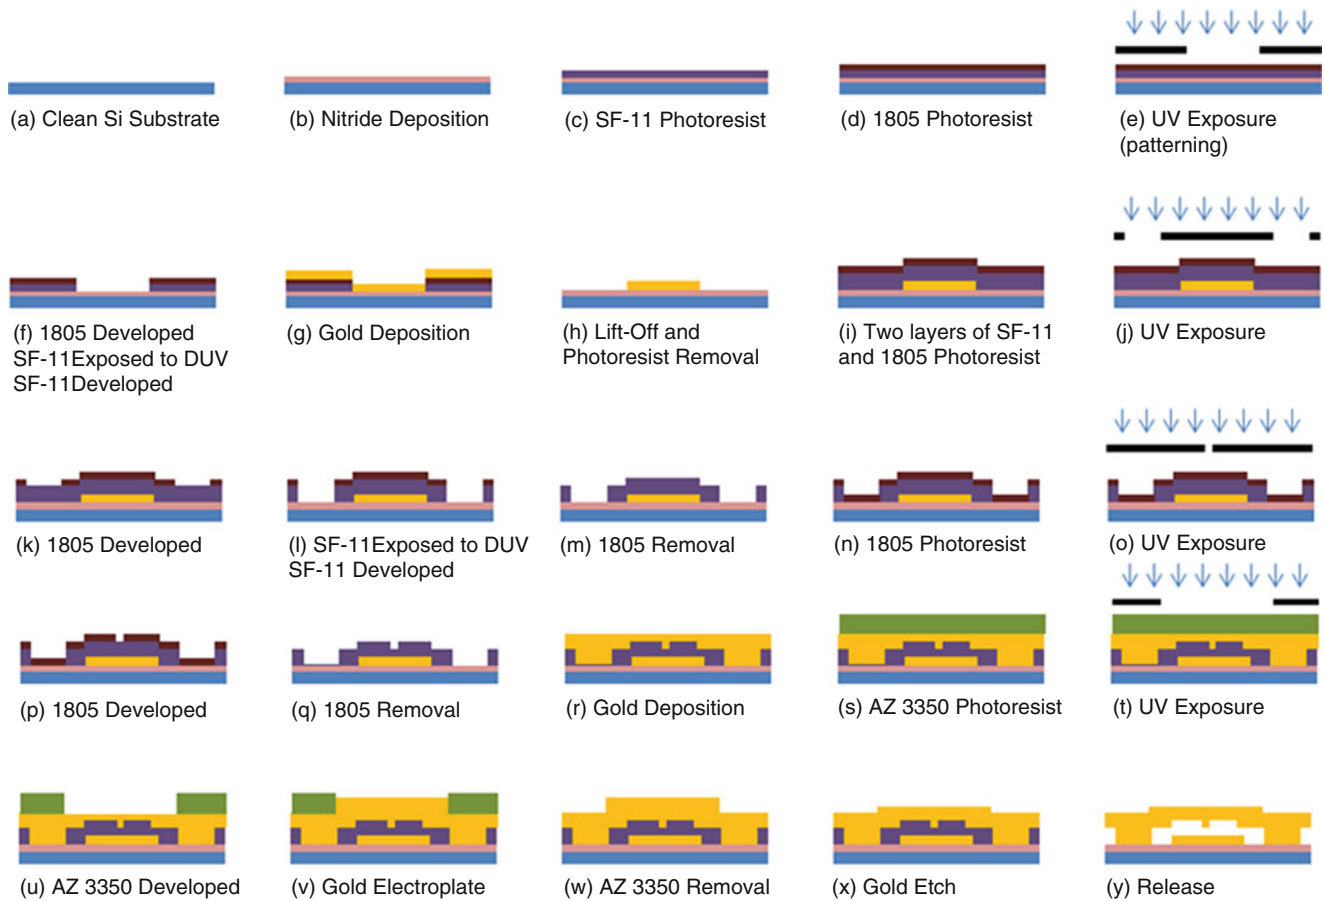 (a) Clean Si Substrate
(b) Nitride Deposition
(c) SF-11 Photoresist
(d) 1805 Photoresist
(e) UV Exposure
(patterning)
(f) 1805 Developed
SF-11Exposed to DUV
SF-11Developed
(g) Gold Deposition
(h) Lift-Off and
Photoresist Removal
(i) Two layers of SF-11
and 1805 Photoresist
(j) UV Exposure
(k) 1805 Developed
(l) SF-11Exposed to DUV
SF-11 Developed
(m) 1805 Removal
(n) 1805 Photoresist
(o) UV Exposure
(p) 1805 Developed
(q) 1805 Removal
(r) Gold Deposition
(s) AZ 3350 Photoresist
(t) UV Exposure
(u) AZ 3350 Developed
(v) Gold Electroplate
(w) AZ 3350 Removal
(x) Gold Etch
(y) Release